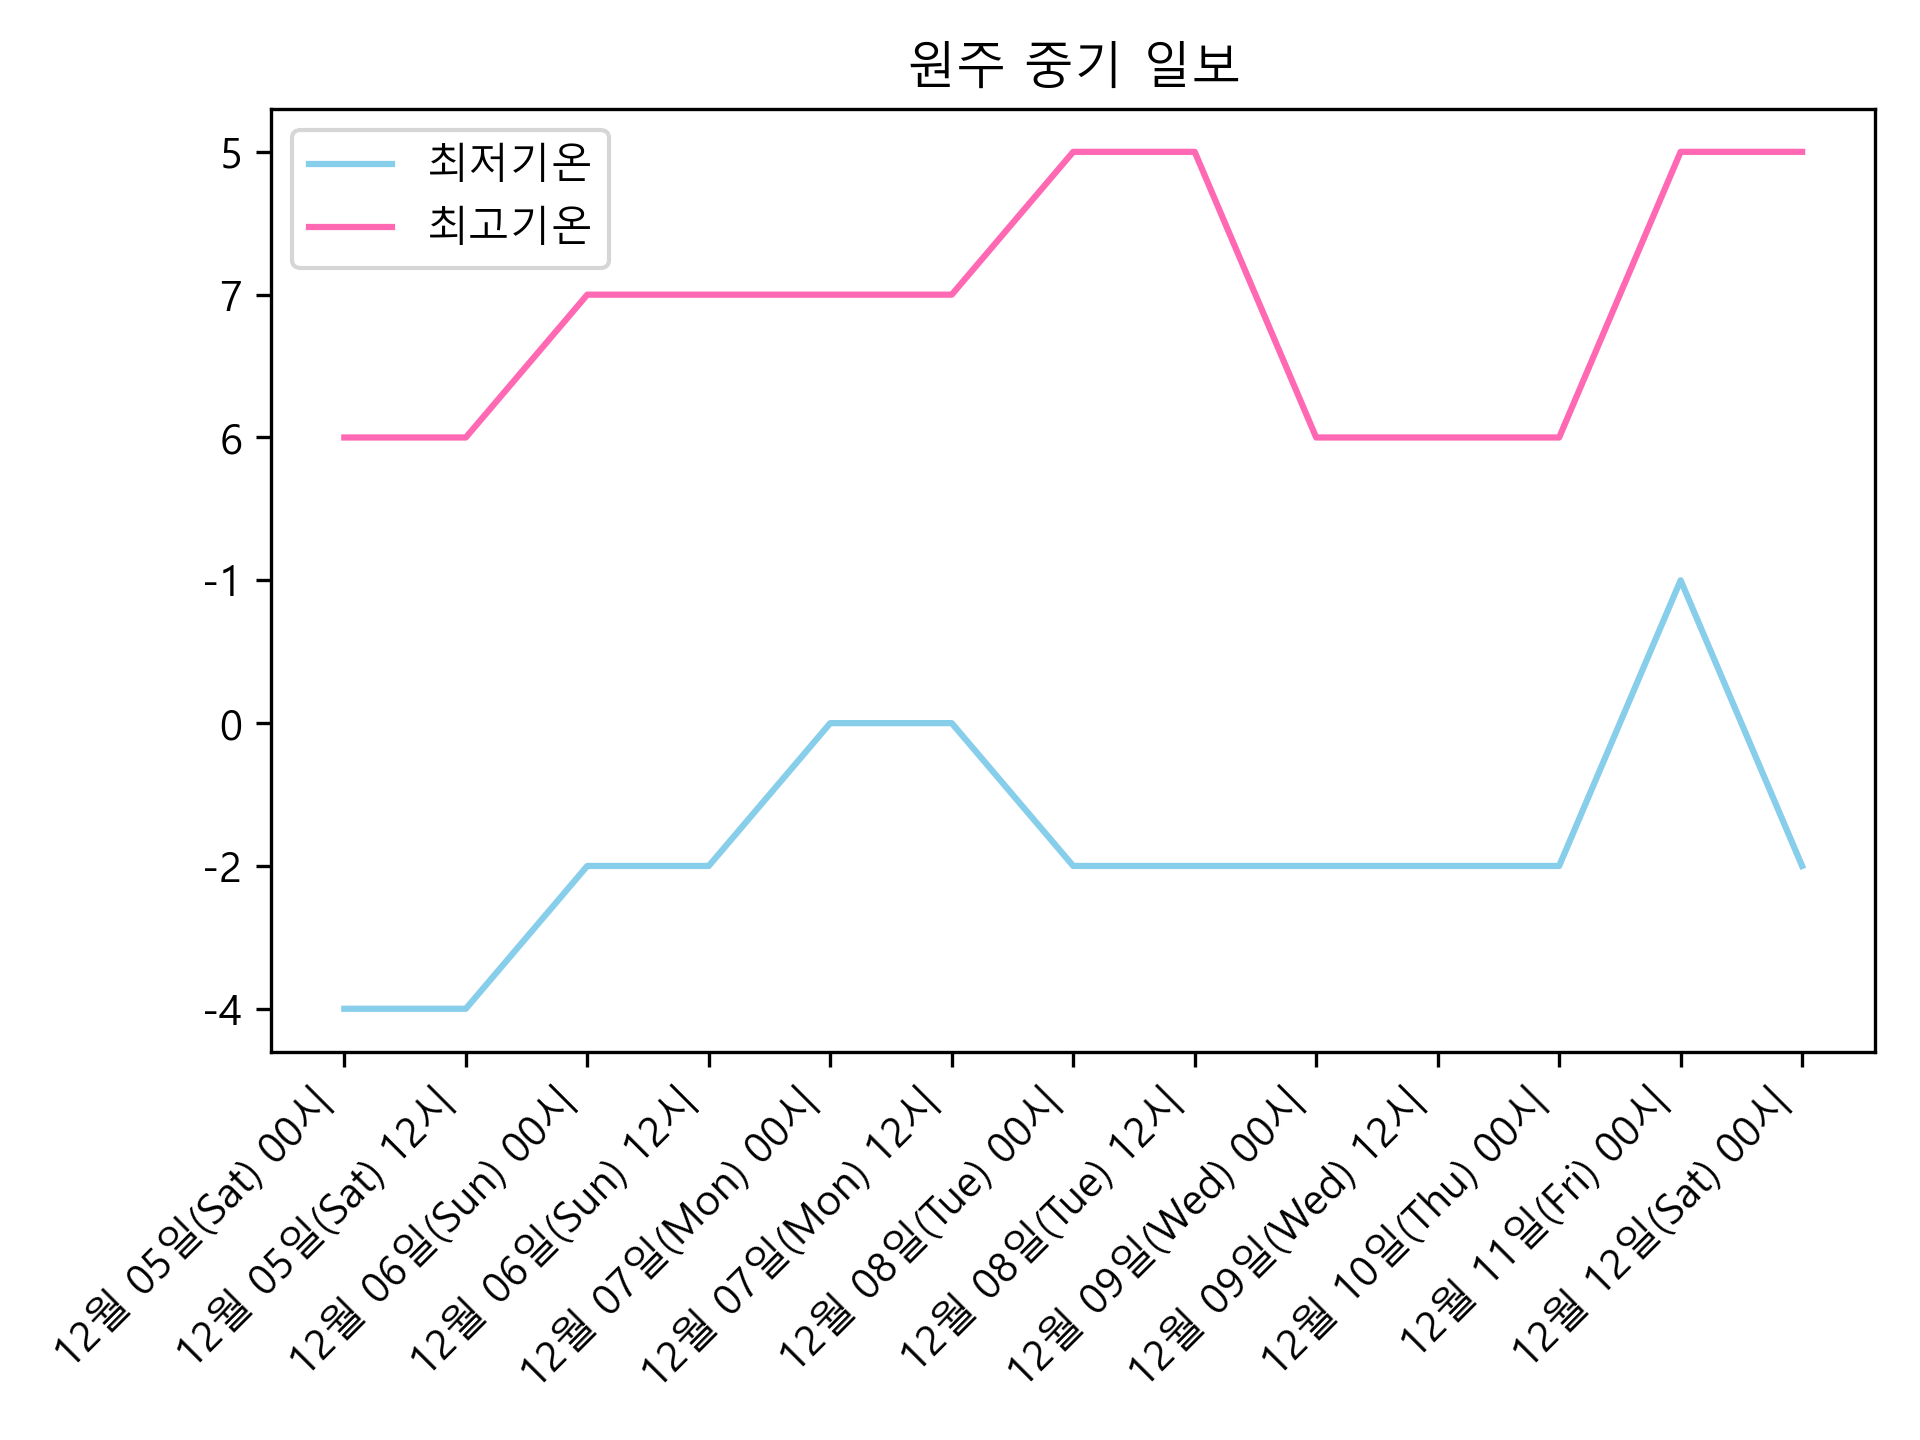 원주 중기 일보
최저기온
최고기온
5
7
6
-1
0
-2
-4
12월 05일(Sat) 00시
12월 05일(Sat) 12시
12월 06일(Sun) 00시
12월 06일(Sun) 12시
12월 07일(Mon) 00시
12월 07일(Mon) 12시
12월 08일(Tue) 00시
12월 08일(Tue) 12시
12월 09일(Wed) 00시
12월 09일(Wed) 12시
12월 10일(Thu) 00시
12월 11일(Fri) 00시
12월 12일(Sat) 00시